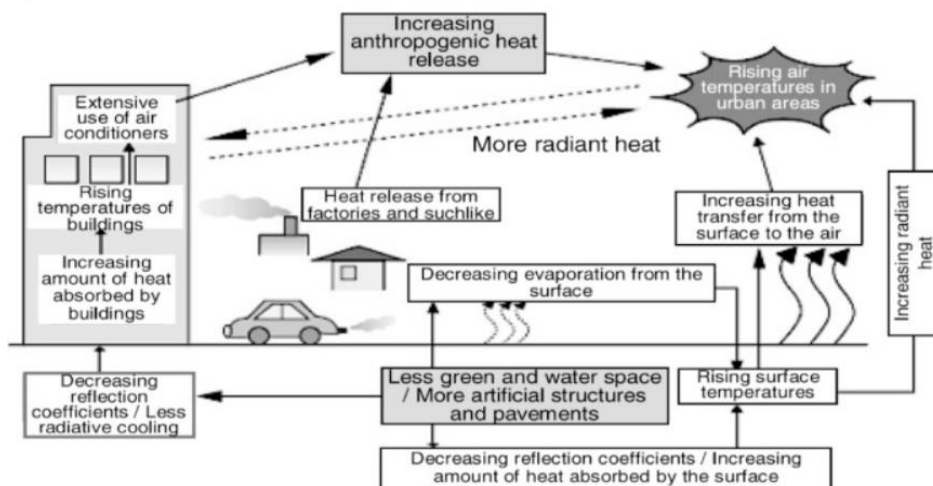 Increasing
anthropogenic heat
release
Rising air
temperatures in
urban areas
Extensive
use of air
conditioners
More radiant heat
Rising
temperatures of
buildings
Heat release from
factories and suchlike
Increasing heat
transfer from the
surface to the air
Increasing radiant
heat
Increasing
amount of heat
absorbed by
buildings
Decreasing evaporation from the
surface
Decreasing
reflection
coefficients / Less
radiative cooling
Less green and water space
/ More artificial structures
and pavements
Rising surface
temperatures
Decreasing reflection coefficients / Increasing
amount of heat absorbed by the surface